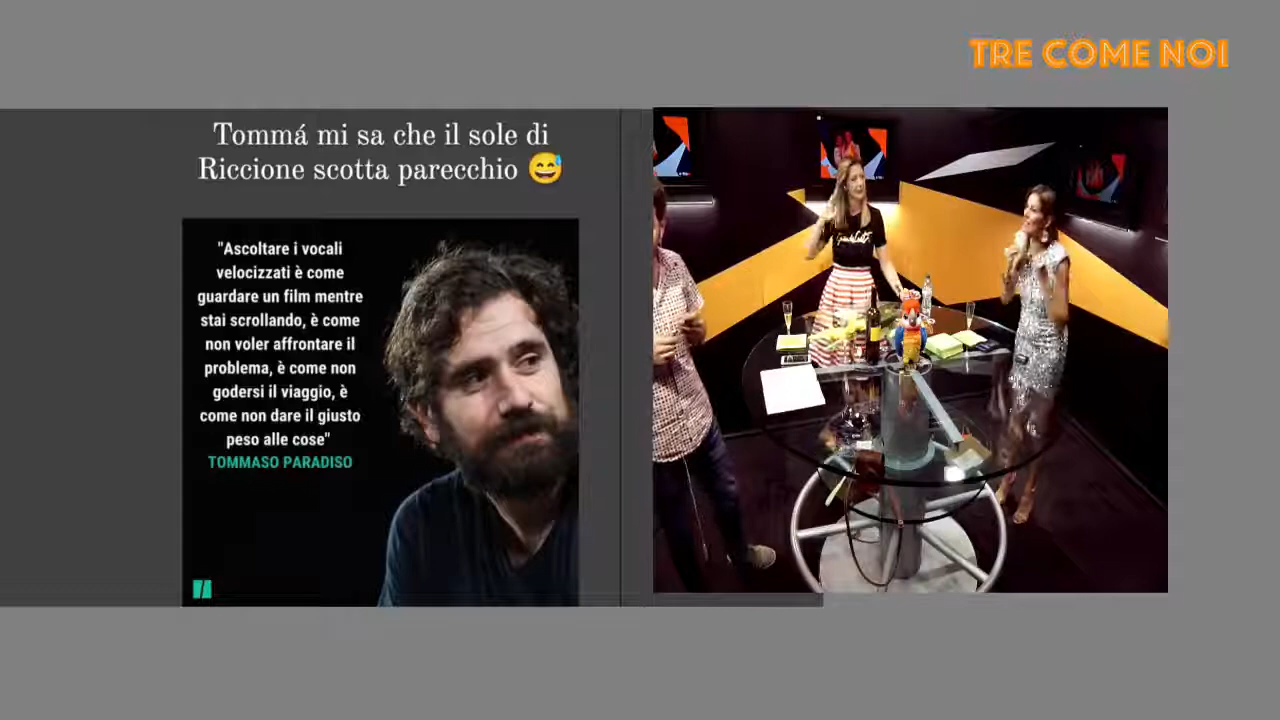 TRE COME NOI
Tommá mi sa che il sole di
Riccione scotta parecchio 😅
"Ascoltare i vocali
velocizzati è come
guardare un film mentre
stai scrollando, è come
non voler affrontare il
problema, è come non
godersi il viaggio, è
come non dare il giusto
peso alle cose"
TOMMASO PARADISO